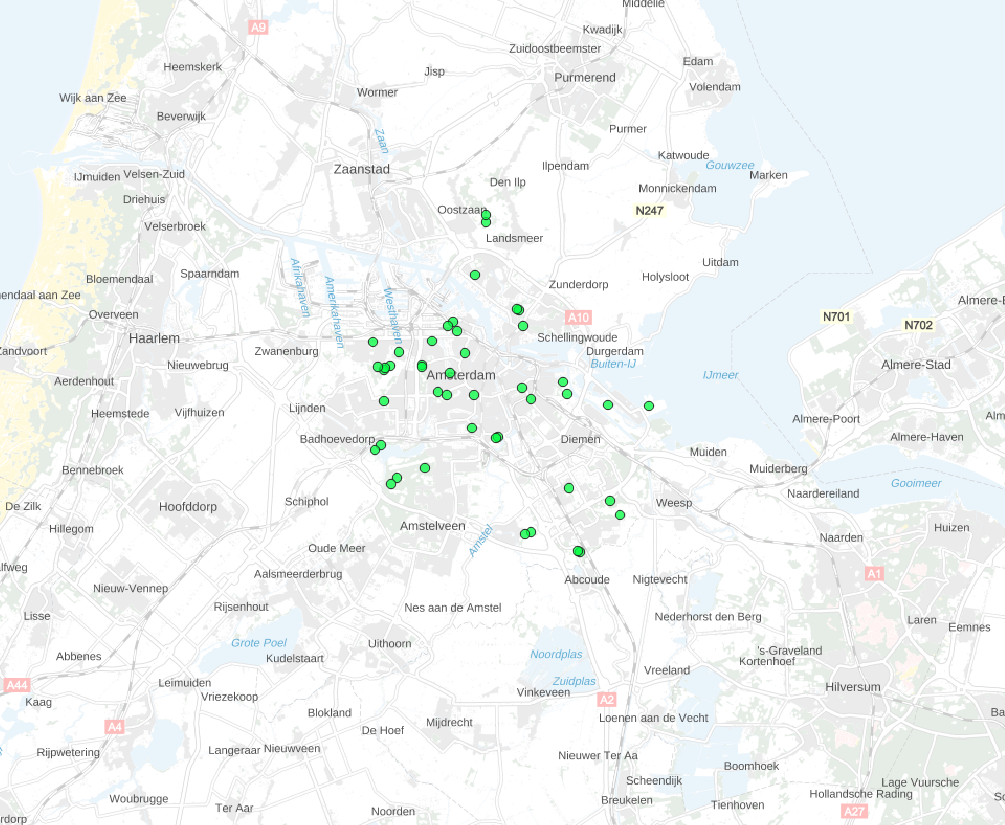 Middelie
A9
Kwadijk
Zuidoostbeemster
Edam
Heemskerk
Jisp
Purmerend
Volendam
Wijk aan Zee
Wormer
Beverwijk
Purmer
Zaan
Katwoude
Gouwzee
Zaanstad
Ilpendam
Marken
IJmuiden
Velsen-Zuid
Den Ilp
Monnickendam
Driehuis
Oostzaan
N247
Velserbroek
Landsmeer
Uitdam
Spaarndam
Bloemendaal
Afrikahaven
Amerikahaven
Westhaven
Zunderdorp
Holysloot
endaal aan Zee
Almere-B
Overveen
A10
N701
N702
Haarlem
Schellingwoude
Zandvoort
Zwanenburg
Durgerdam
Nieuwebrug
Buiten-IJ
Almere-Stad
Aerdenhout
Amsterdam
IJmeer
Heemstede
Vijfhuizen
Lijnden
Almere-Poort
Alm
Badhoevedorp
Diemen
Almere-Haven
Muiden
Bennebroek
Muiderberg
Gooimeer
Naardereiland
De Zilk
Hoofddorp
Schiphol
Weesp
Hillegom
Amstelveen
Amstel
Huizen
Naarden
Oude Meer
lfweg
Aalsmeerderbrug
A1
Nieuw-Vennep
Abcoude
Nigtevecht
Rijsenhout
Nes aan de Amstel
Lisse
Nederhorst den Berg
Laren
Eemnes
Grote Poel
Uithoorn
Abbenes
Kudelstaart
Noordplas
's-Graveland
Kortenhoef
Vreeland
A44
Leimuiden
Zuidplas
Hilversum
Kaag
Vriezekoop
Vinkeveen
A2
Blokland
Loenen aan de Vecht
Ba
A4
De Hoef
Mijdrecht
Rijpwetering
Langeraar
Nieuwveen
Nieuwer Ter Aa
Boomhoek
Scheendijk
Lage Vuursche
Woubrugge
Hollandsche Rading
Breukelen
Ter Aar
Noorden
Tienhoven
A27
rdorp